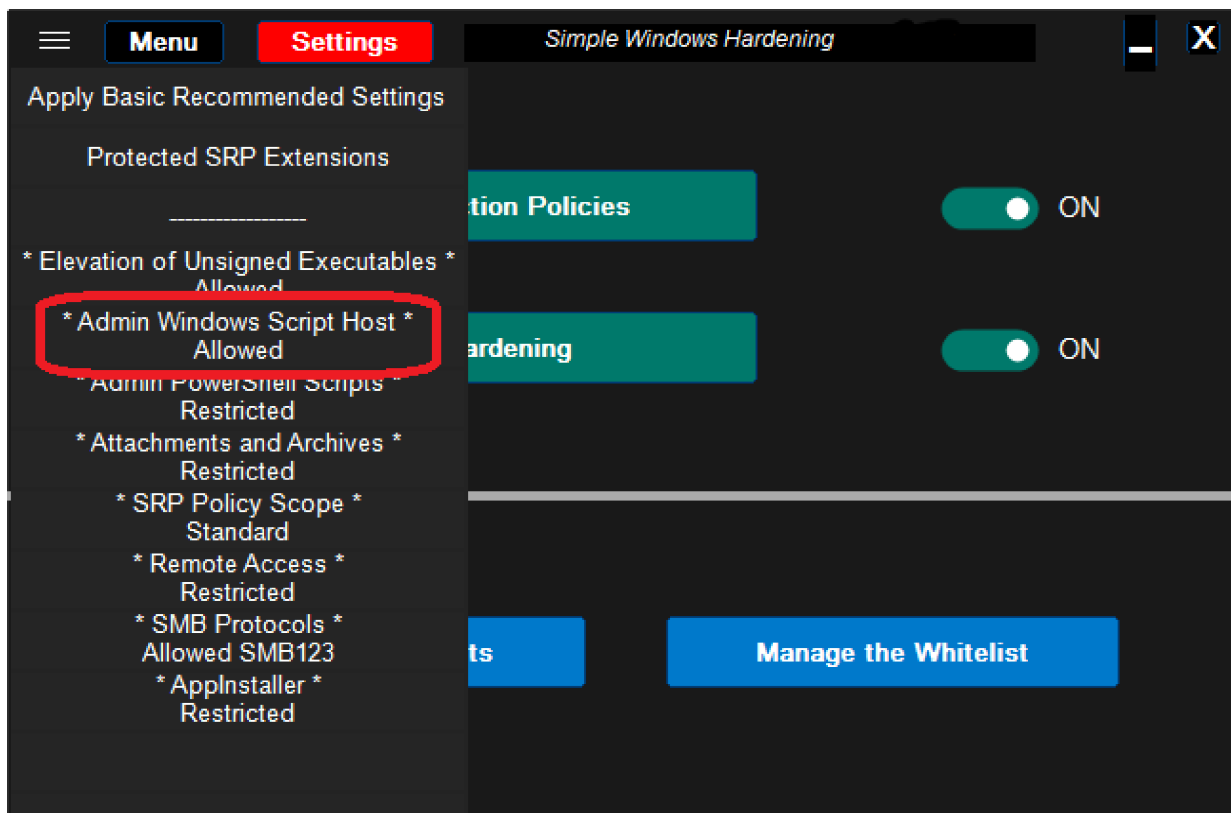 Menu
Settings
Simple Windows Hardening
X
Apply Basic Recommended Settings
Protected SRP Extensions
------------------
* Elevation of Unsigned Executables *
Allowed
* Admin Windows Script Host *
Allowed
* Admin PowerShell Scripts *
Restricted
* Attachments and Archives *
Restricted
* SRP Policy Scope *
Standard
* Remote Access *
Restricted
* SMB Protocols *
Allowed SMB123
* AppInstaller *
Restricted
tion Policies
ON
ardening
ON
ts
Manage the Whitelist